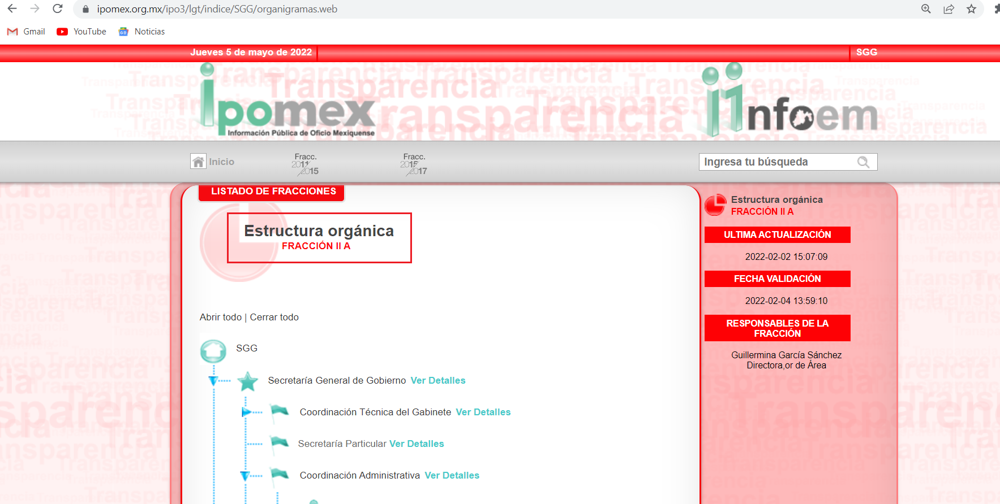 ipomex.org.mx/ipo3/lgt/indice/SGG/organigramas.web
Gmail YouTube Noticias
Jueves 5 de mayo de 2022 SGG
ipomex
Información Pública de Oficio Mexiquense
infoem
Inicio
Fracc.
2011
2015
Fracc.
2015
2017
Ingresa tu búsqueda
LISTADO DE FRACCIONES
Estructura orgánica
FRACCIÓN II A
Abrir todo | Cerrar todo
SGG
Secretaría General de Gobierno Ver Detalles
Coordinación Técnica del Gabinete Ver Detalles
Secretaría Particular Ver Detalles
Coordinación Administrativa Ver Detalles
Estructura orgánica
FRACCIÓN II A
ULTIMA ACTUALIZACIÓN
2022-02-02 15:07:09
FECHA VALIDACIÓN
2022-02-04 13:59:10
RESPONSABLES DE LA
FRACCIÓN
Guillermina García Sánchez
Directora,or de Área